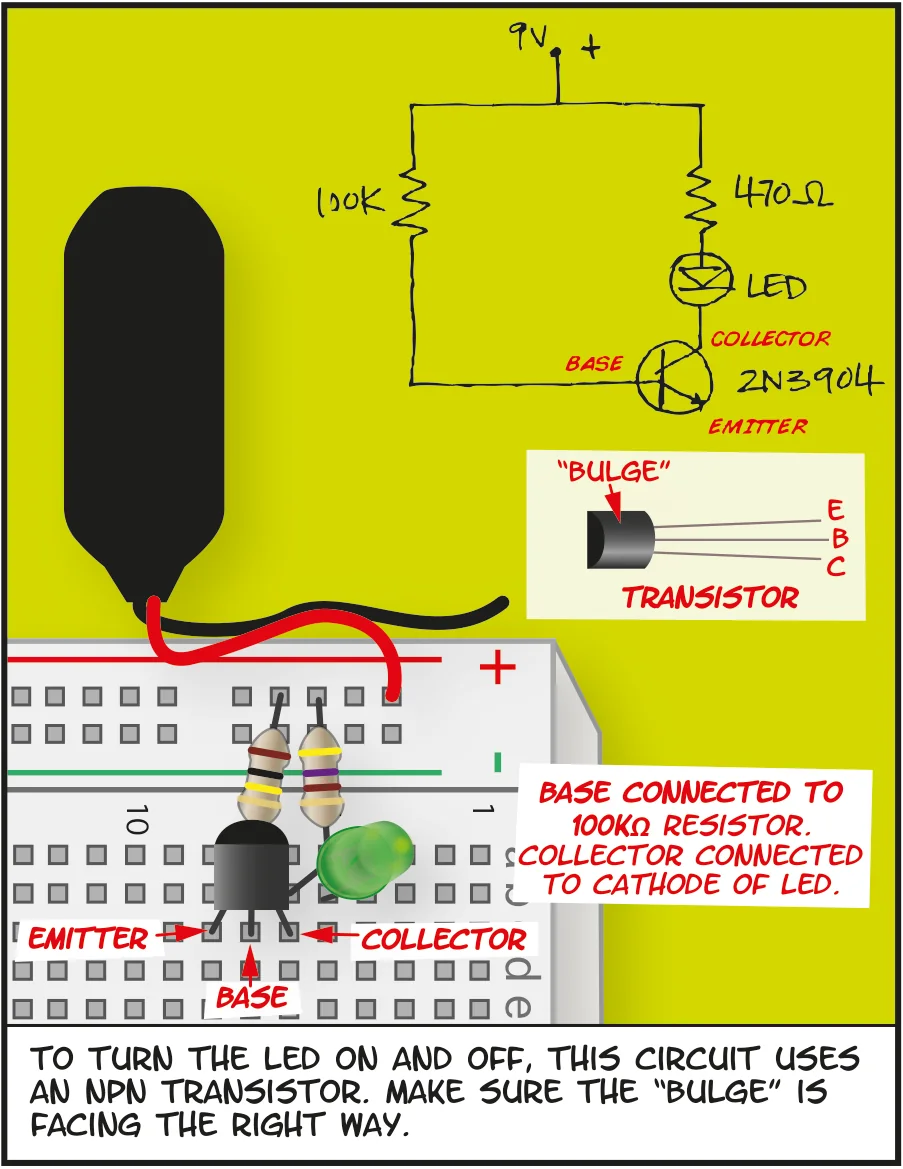 9V +
100K
470Ω
LED
COLLECTOR
BASE
2N3904
EMITTER
"BULGE"
E
B
C
TRANSISTOR
+
-
10
1
BASE CONNECTED TO
100KΩ RESISTOR.
COLLECTOR CONNECTED
TO CATHODE OF LED.
EMITTER
COLLECTOR
BASE
d
e
TO TURN THE LED ON AND OFF, THIS CIRCUIT USES
AN NPN TRANSISTOR. MAKE SURE THE "BULGE" IS
FACING THE RIGHT WAY.